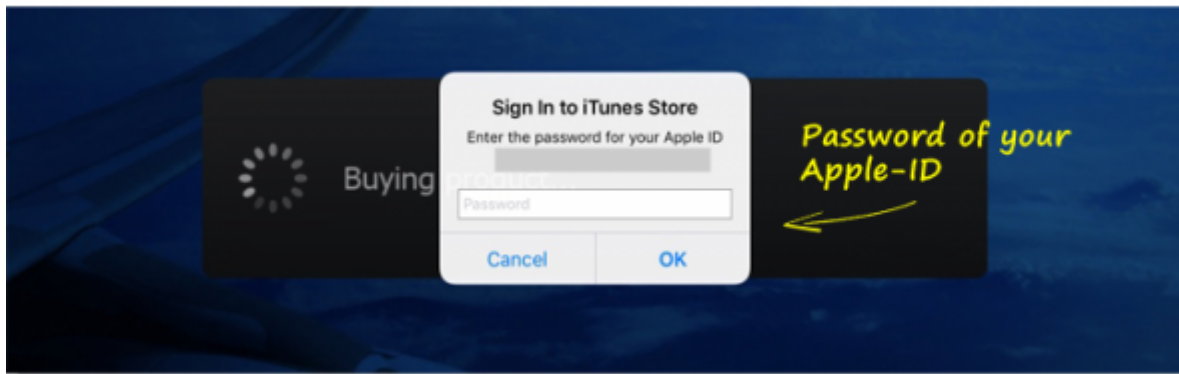 Sign In to iTunes Store
Enter the password for your Apple ID
Buying product...
Password
Cancel
OK
Password of your
Apple-ID